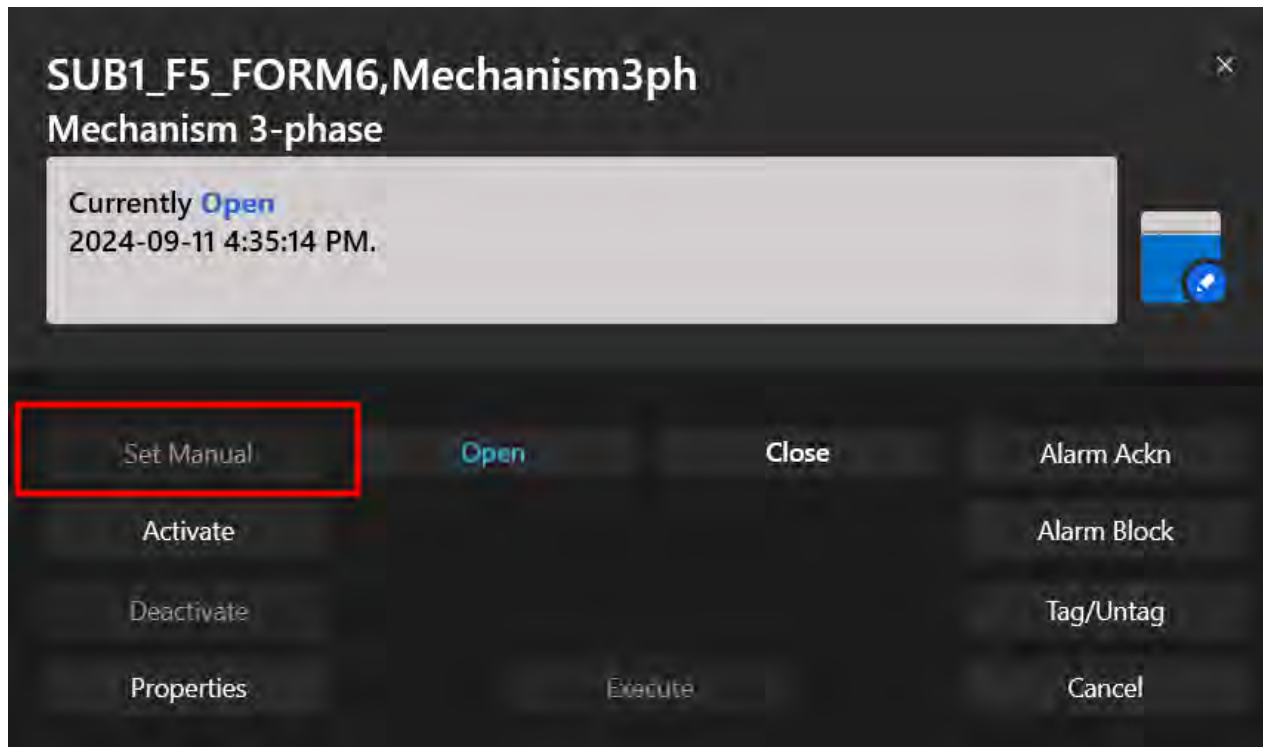 SUB1_F5_FORM6,Mechanism3ph
Mechanism 3-phase
Currently Open
2024-09-11 4:35:14 PM.
Set Manual Open Close Alarm Ackn
Activate Alarm Block
Deactivate Tag/Untag
Properties Execute Cancel